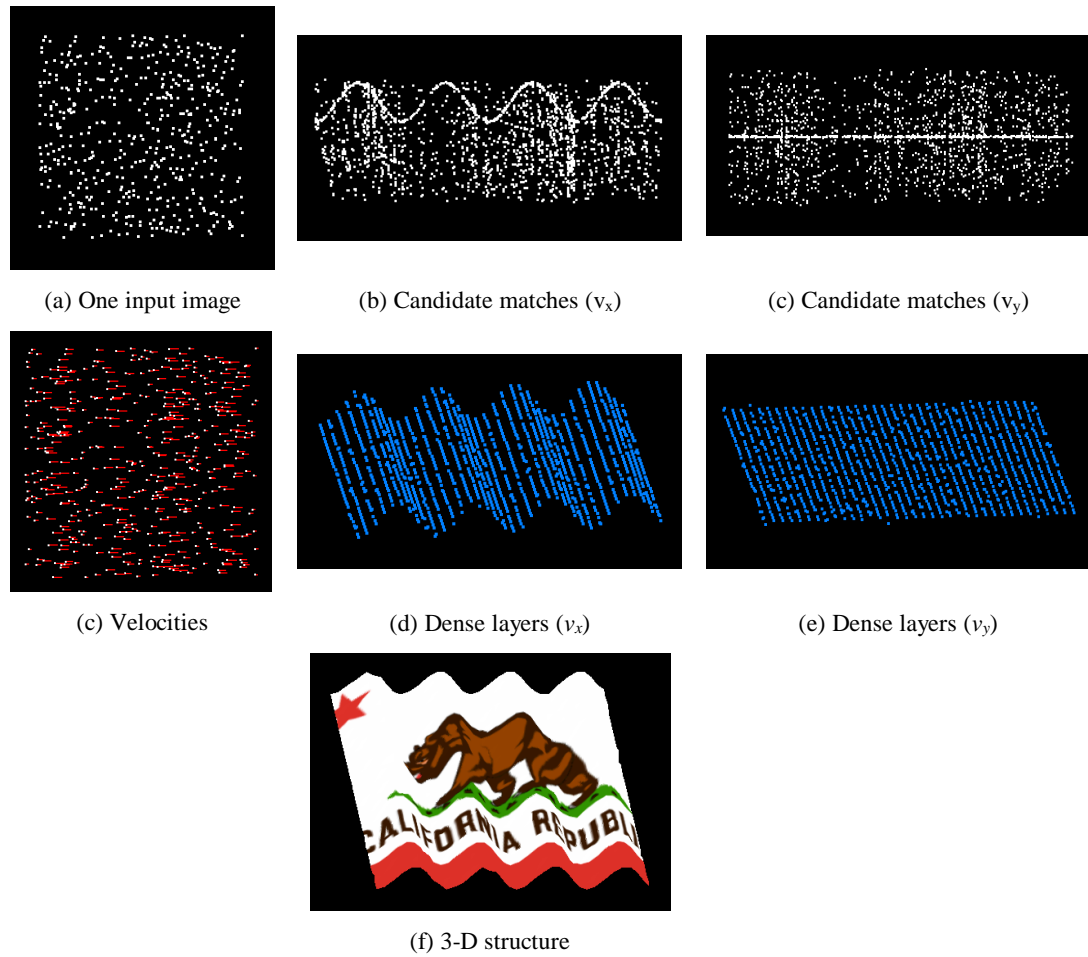 (a) One input image
(b) Candidate matches (vx)
(c) Candidate matches (vy)
(c) Velocities
(d) Dense layers (vx)
(e) Dense layers (vy)
CALIFORNIA REPUBLI
(f) 3-D structure